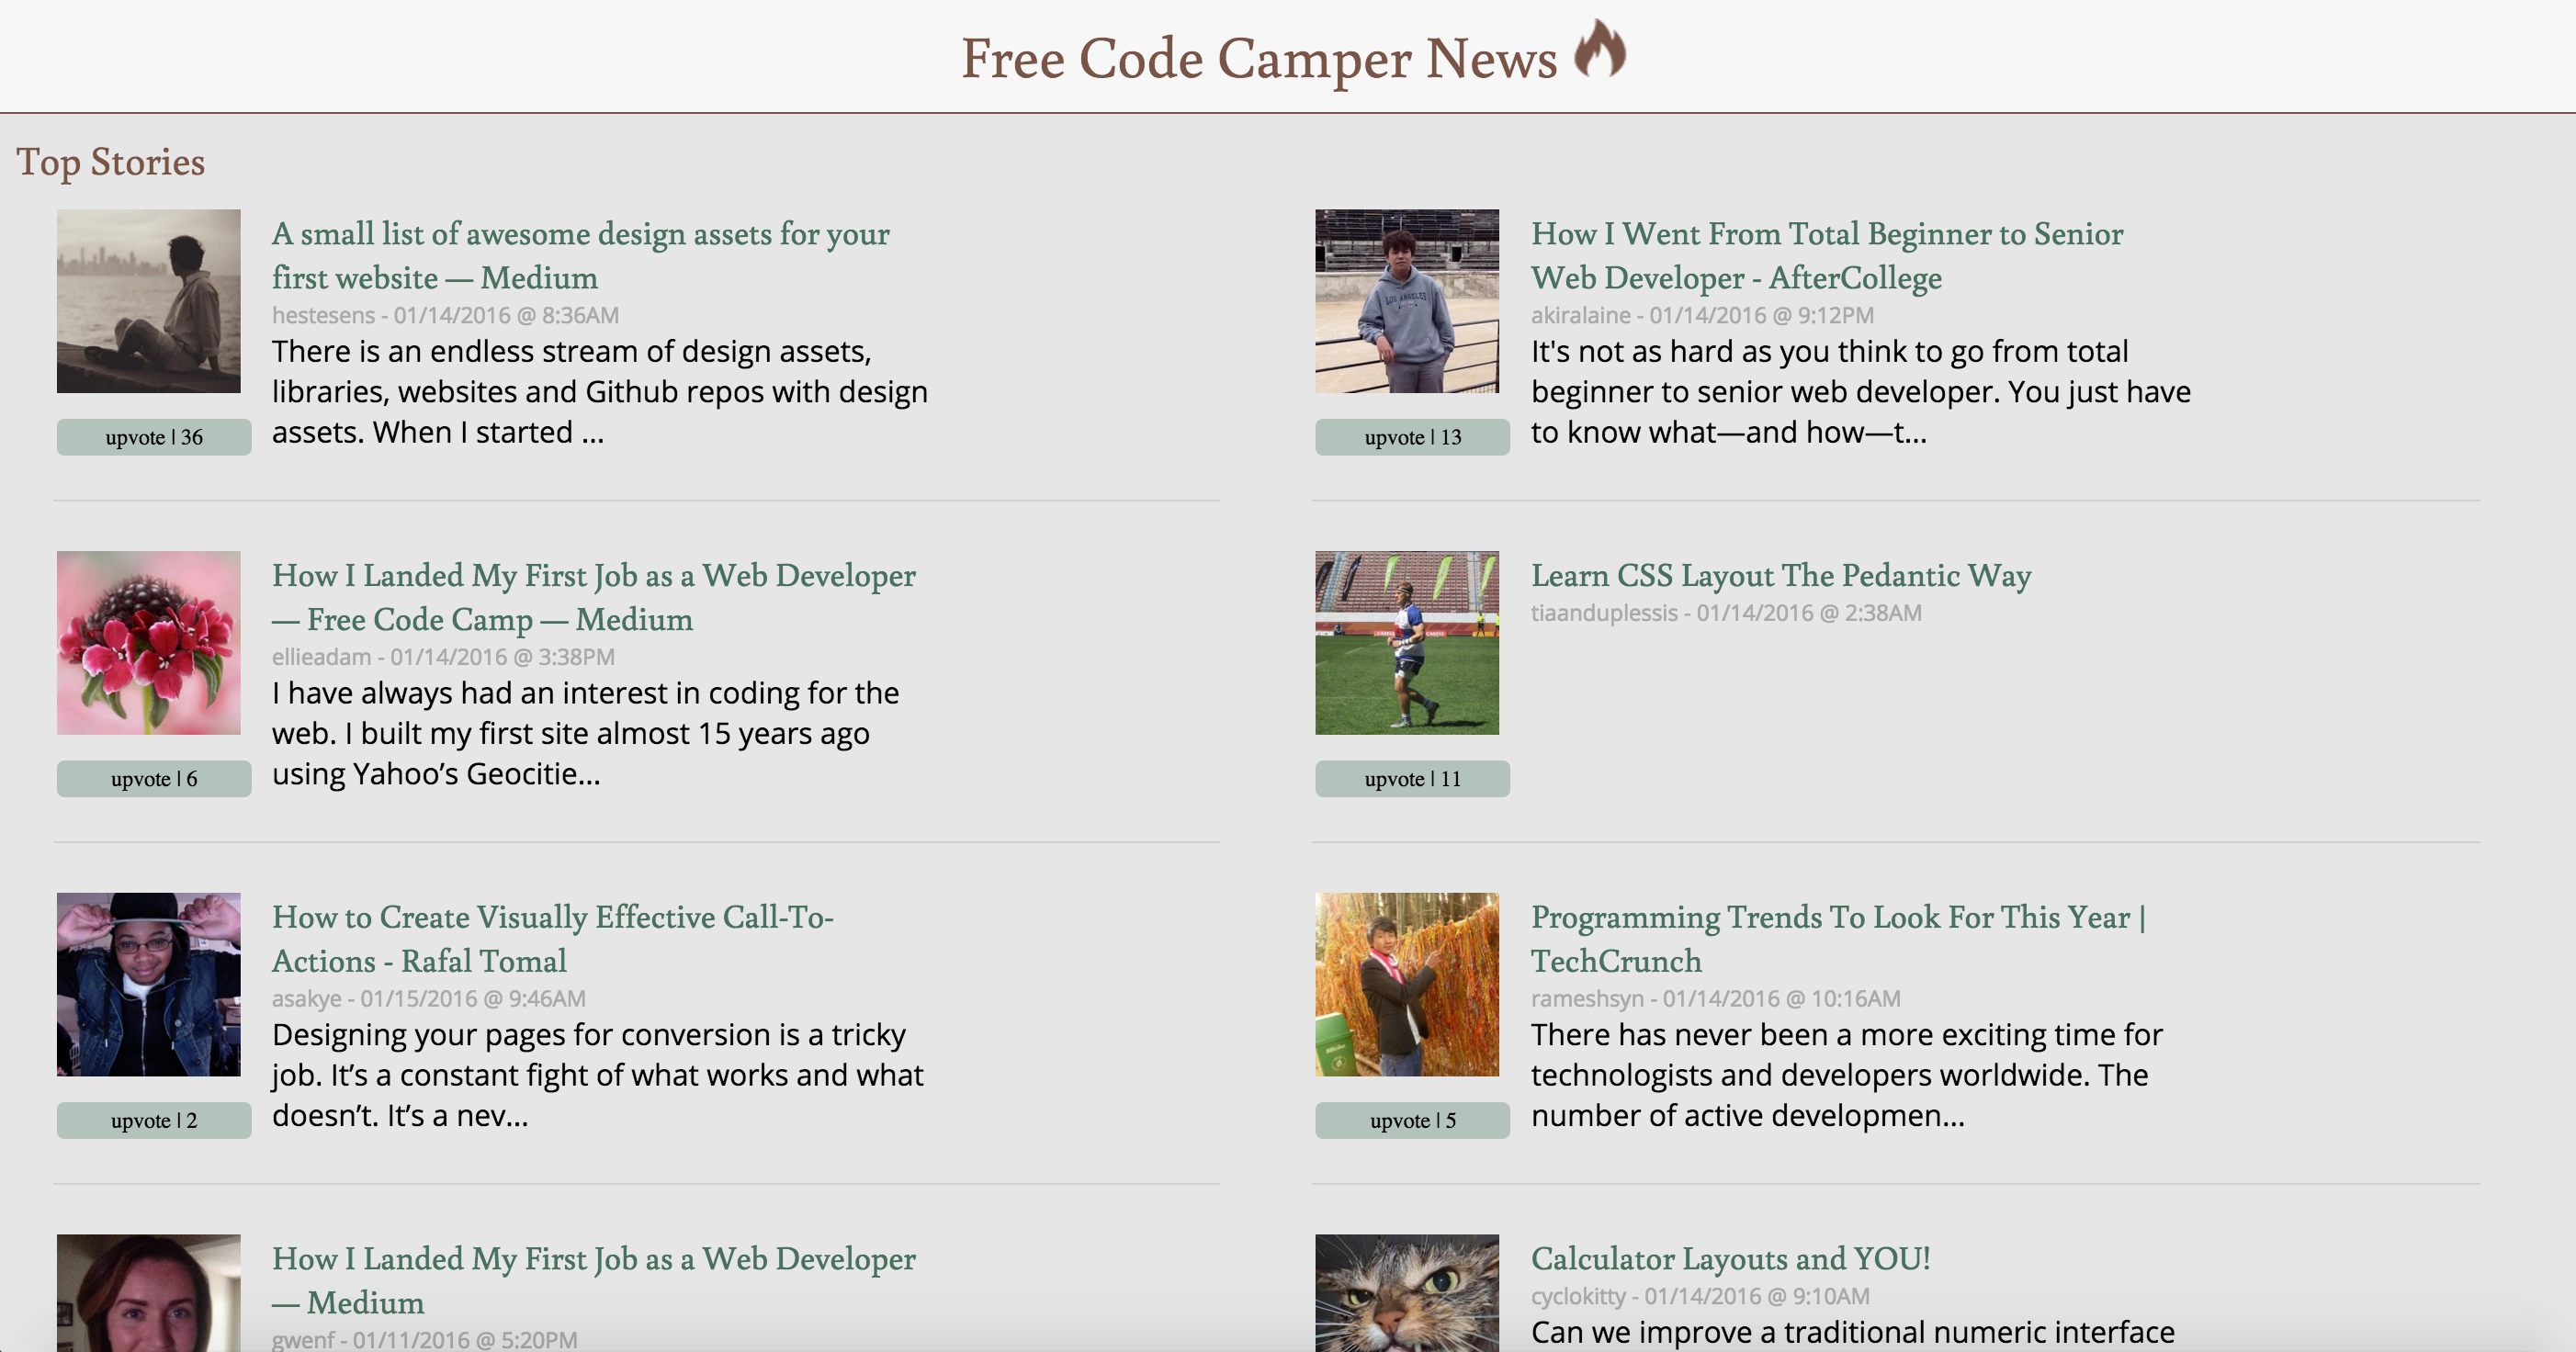 Free Code Camper News
Top Stories
A small list of awesome design assets for your
first website — Medium
hestesens - 01/14/2016 @ 8:36AM
There is an endless stream of design assets,
libraries, websites and Github repos with design
assets. When I started ...
upvote | 36
How I Went From Total Beginner to Senior
Web Developer - AfterCollege
akiralaine - 01/14/2016 @ 9:12PM
It's not as hard as you think to go from total
beginner to senior web developer. You just have
to know what—and how—t...
upvote | 13
LOS ANGELES
How I Landed My First Job as a Web Developer
— Free Code Camp — Medium
ellieadam - 01/14/2016 @ 3:38PM
I have always had an interest in coding for the
web. I built my first site almost 15 years ago
using Yahoo’s Geocitie...
upvote | 6
Learn CSS Layout The Pedantic Way
tiaanduplessis - 01/14/2016 @ 2:38AM
upvote | 11
How to Create Visually Effective Call-To-
Actions - Rafal Tomal
asakye - 01/15/2016 @ 9:46AM
Designing your pages for conversion is a tricky
job. It’s a constant fight of what works and what
doesn’t. It’s a nev...
upvote | 2
Programming Trends To Look For This Year |
TechCrunch
rameshsyn - 01/14/2016 @ 10:16AM
There has never been a more exciting time for
technologists and developers worldwide. The
number of active developmen...
upvote | 5
How I Landed My First Job as a Web Developer
— Medium
gwenf - 01/11/2016 @ 5:20PM
Calculator Layouts and YOU!
cyclokitty - 01/14/2016 @ 9:10AM
Can we improve a traditional numeric interface